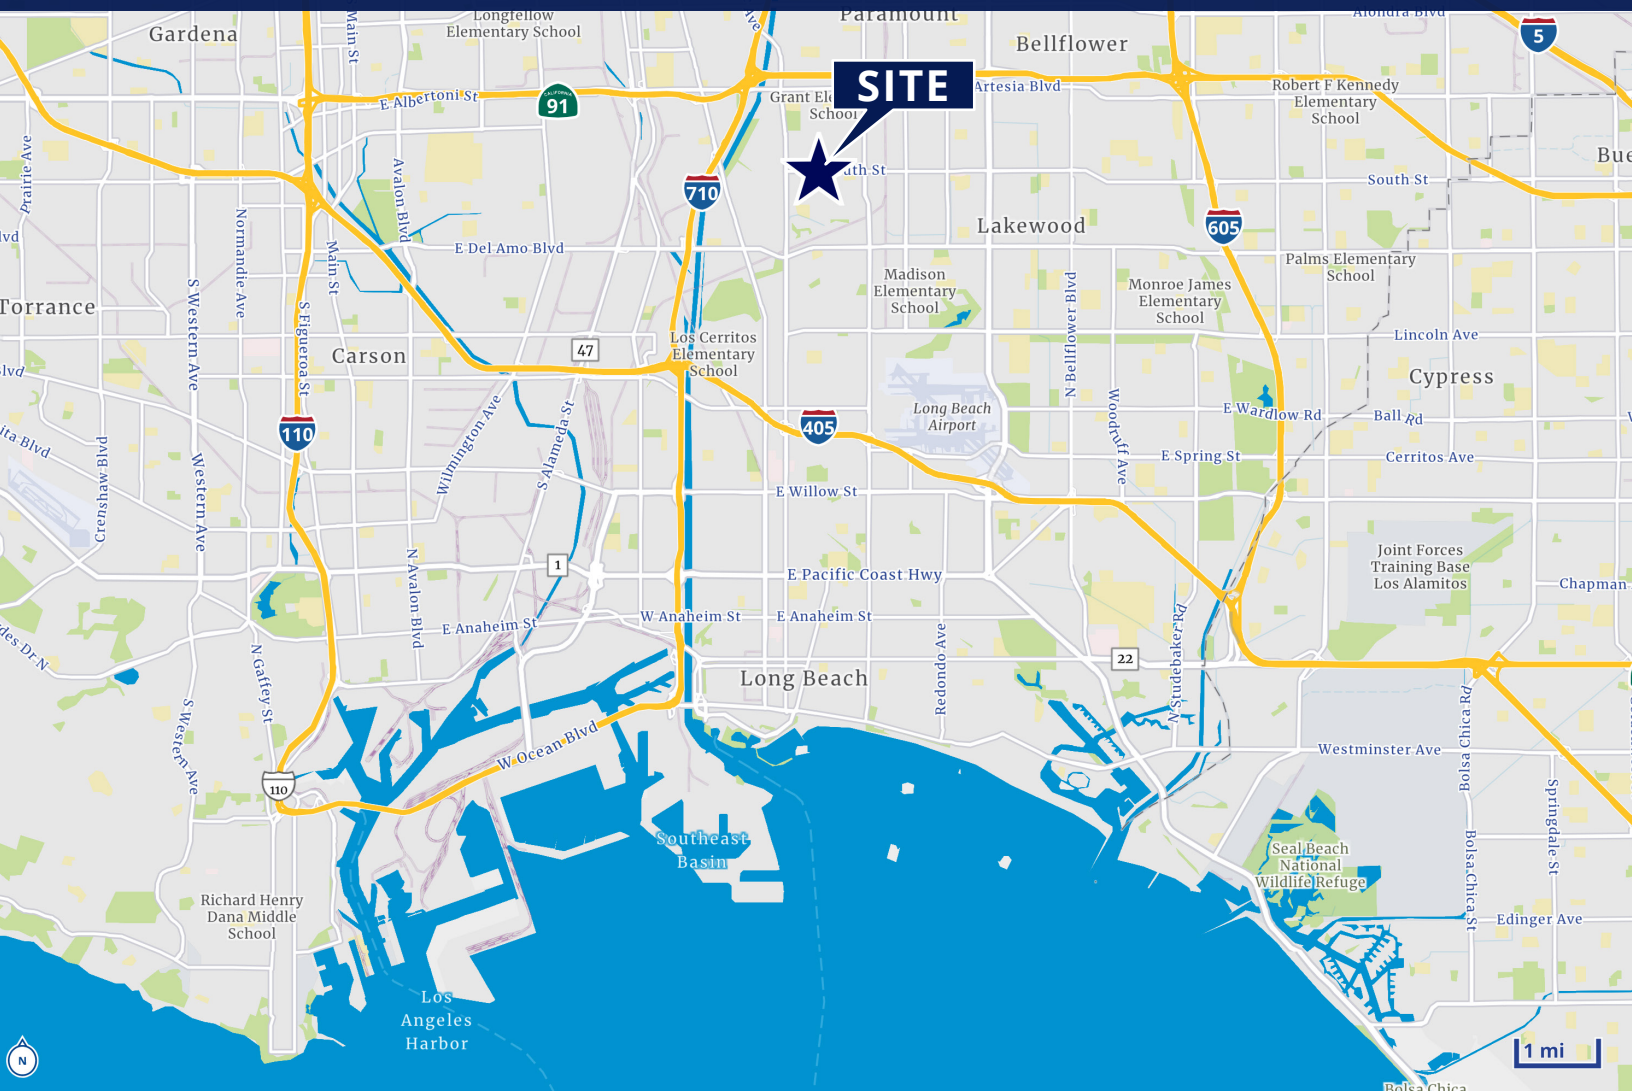 Longfellow
Elementary School
Paramount
Alondra Blvd
Gardena
Main St
Bellflower
5
SITE
E Albertoni St
CALIFORNIA
91
Artesia Blvd
Robert F Kennedy
Elementary
School
Prairie Ave
Avalon Blvd
710
South St
Lakewood
605
Normandie Ave
Main St
E Del Amo Blvd
Palms Elementary
School
Madison
Elementary
School
Monroe James
Elementary
School
Torrance
S Western Ave
S Figueroa St
N Bellflower Blvd
Carson
47
Los Cerritos
Elementary
School
Lincoln Ave
Cypress
110
Wilmington Ave
S Alameda St
405
Long Beach
Airport
Woodruff Ave
E Wardlow Rd
Ball Rd
Crenshaw Blvd
Western Ave
E Spring St
Cerritos Ave
E Willow St
N Avalon Blvd
1
E Pacific Coast Hwy
Joint Forces
Training Base
Los Alamitos
Chapman
E Anaheim St
W Anaheim St
E Anaheim St
N Gaffey St
Redondo Ave
N Studebaker Rd
22
Long Beach
S Western Ave
W Ocean Blvd
Bolsa Chica Rd
Westminster Ave
110
Springdale St
Southeast
Basin
Seal Beach
National
Wildlife Refuge
Bolsa Chica St
Richard Henry
Dana Middle
School
Edinger Ave
Los
Angeles
Harbor
N
1 mi
Bolsa Chica